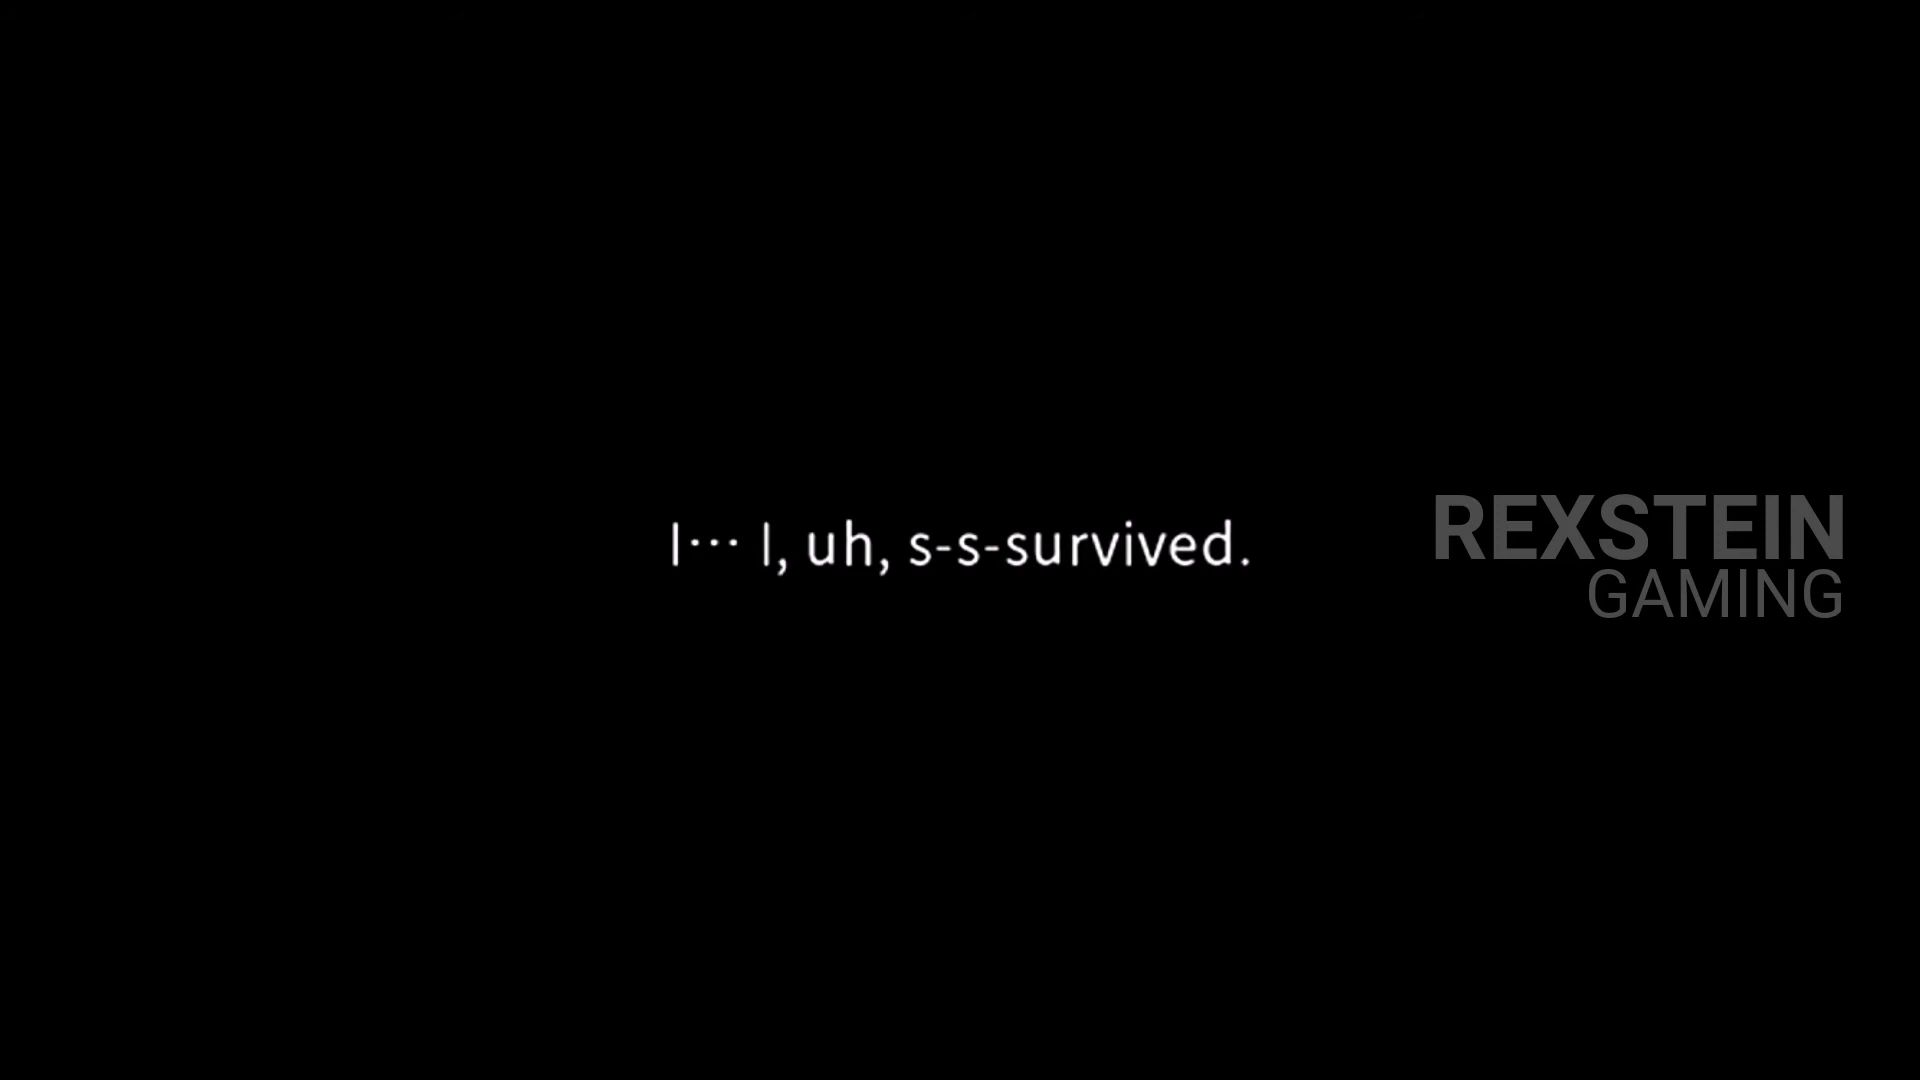 I··· I, uh, s-s-survived.
REXSTEIN
GAMING